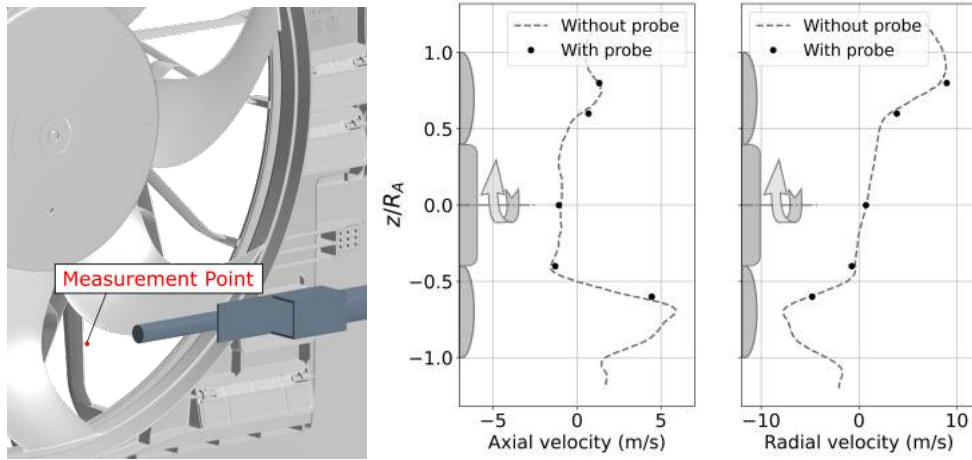 Measurement Point
z/R_A
1.0
0.5
0.0
−0.5
−1.0
Without probe
With probe
−5
0
5
Axial velocity (m/s)
Without probe
With probe
−10
0
10
Radial velocity (m/s)